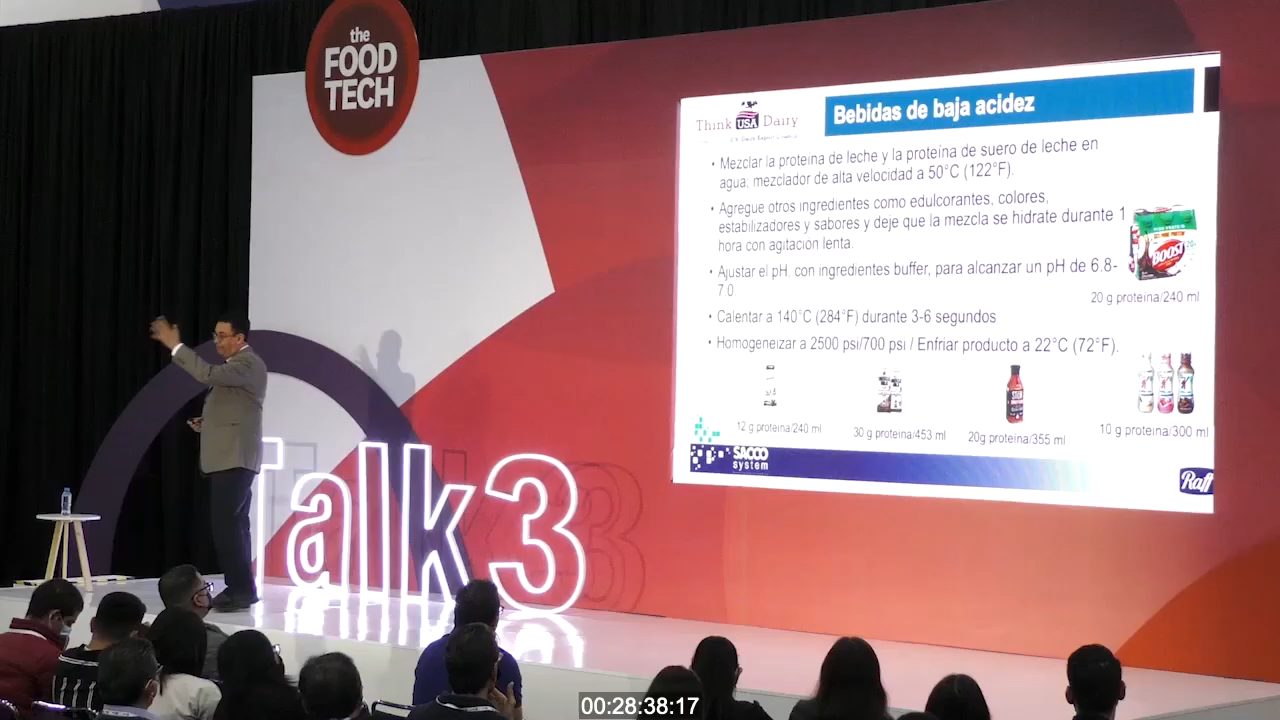 the
FOOD
TECH
Think USA Dairy
Bebidas de baja acidez
• Mezclar la proteína de leche y la proteína de suero de leche en
agua; mezclador de alta velocidad a 50°C (122°F).
• Agregue otros ingredientes como edulcorantes, colores,
estabilizadores y sabores y deje que la mezcla se hidrate durante 1
hora con agitación lenta.
• Ajustar el pH. con ingredientes buffer, para alcanzar un pH de 6.8-
7.0
• Calentar a 140°C (284°F) durante 3-6 segundos
• Homogeneizar a 2500 psi/700 psi / Enfriar producto a 22°C (72°F).
BOOST
20 g proteína/240 ml
12 g proteína/240 ml
30 g proteína/453 ml
20g proteína/355 ml
10 g proteína/300 ml
SACCO
system
Raff
Talk3
00:28:38:17